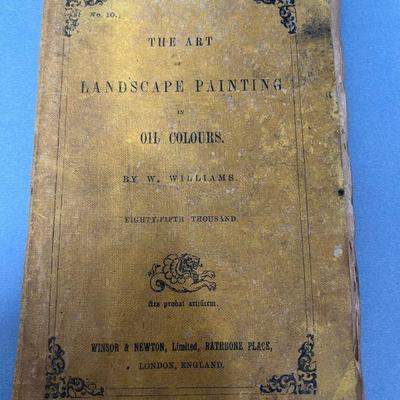 No. 10.
THE ART
OF
LANDSCAPE PAINTING
IN
OIL COLOURS.
BY W. WILLIAMS.
EIGHTY-FIFTH THOUSAND.
Ars probat artificem.
WINSOR & NEWTON, Limited, RATHBONE PLACE,
LONDON, ENGLAND.